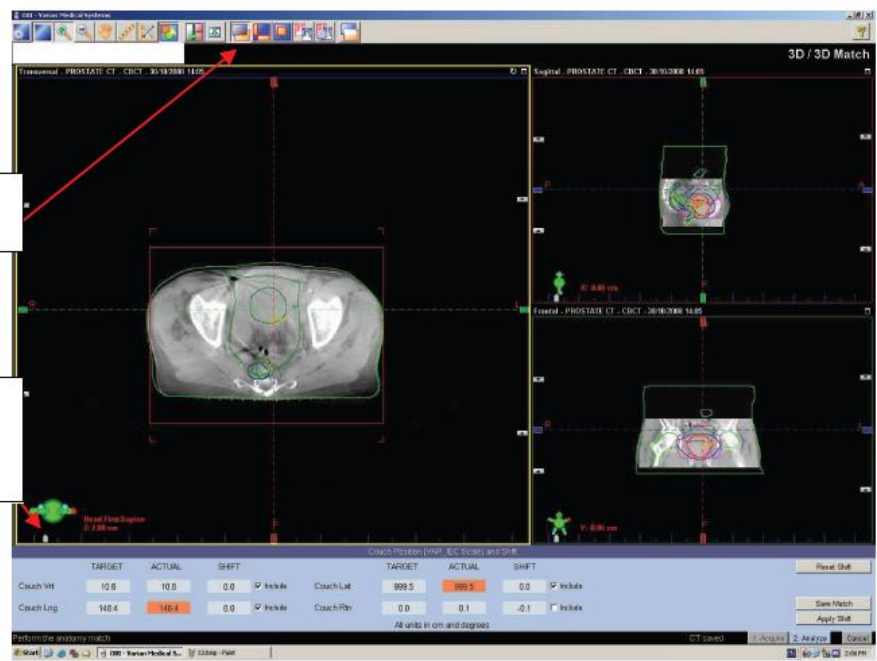 OBI - Varian Medical Systems
3D / 3D Match
Transversal - PROSTATE CT - CBCT - 30/10/2008 14:05
Sagittal - PROSTATE CT - CBCT - 30/10/2008 14:05
R
L
Head First-Supine
Z: 2.00 cm
F
X: 0.00 cm
Frontal - PROSTATE CT - CBCT - 30/10/2008 14:05
R
L
Y: 0.00 cm
Couch Position (VAR_IEC Scale) and Shift
TARGET ACTUAL SHIFT TARGET ACTUAL SHIFT
Reset Shift
Couch Vrt 10.6 10.6 0.0 Include Couch Lat 999.5 999.5 0.0 Include
Couch Lng 146.4 146.4 0.0 Include Couch Rtn 0.0 0.1 -0.1 Include
Save Match
Apply Shift
All units in cm and degrees
Perform the anatomy match
CT saved 1. Acquire 2. Analyze Cancel
Start OBI - Varian Medical S... 13.bmp - Paint 2:06 PM